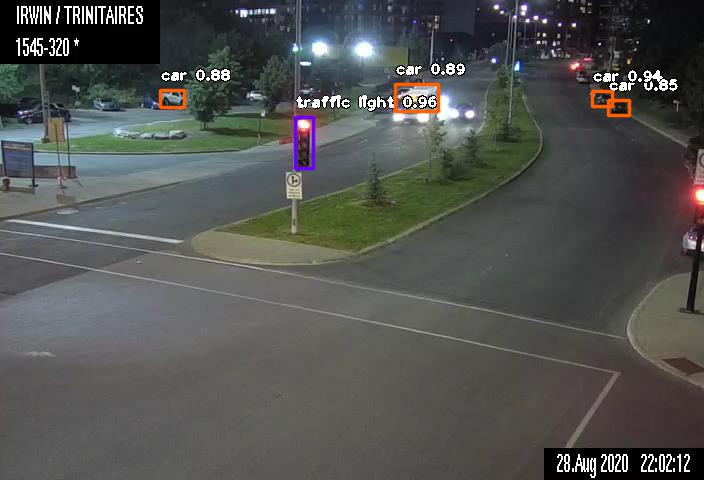 IRWIN / TRINITAIRES
1545-320 *
car 0.88
car 0.89
car 0.94
car 0.85
traffic light 0.96
28.Aug 2020 22:02:12